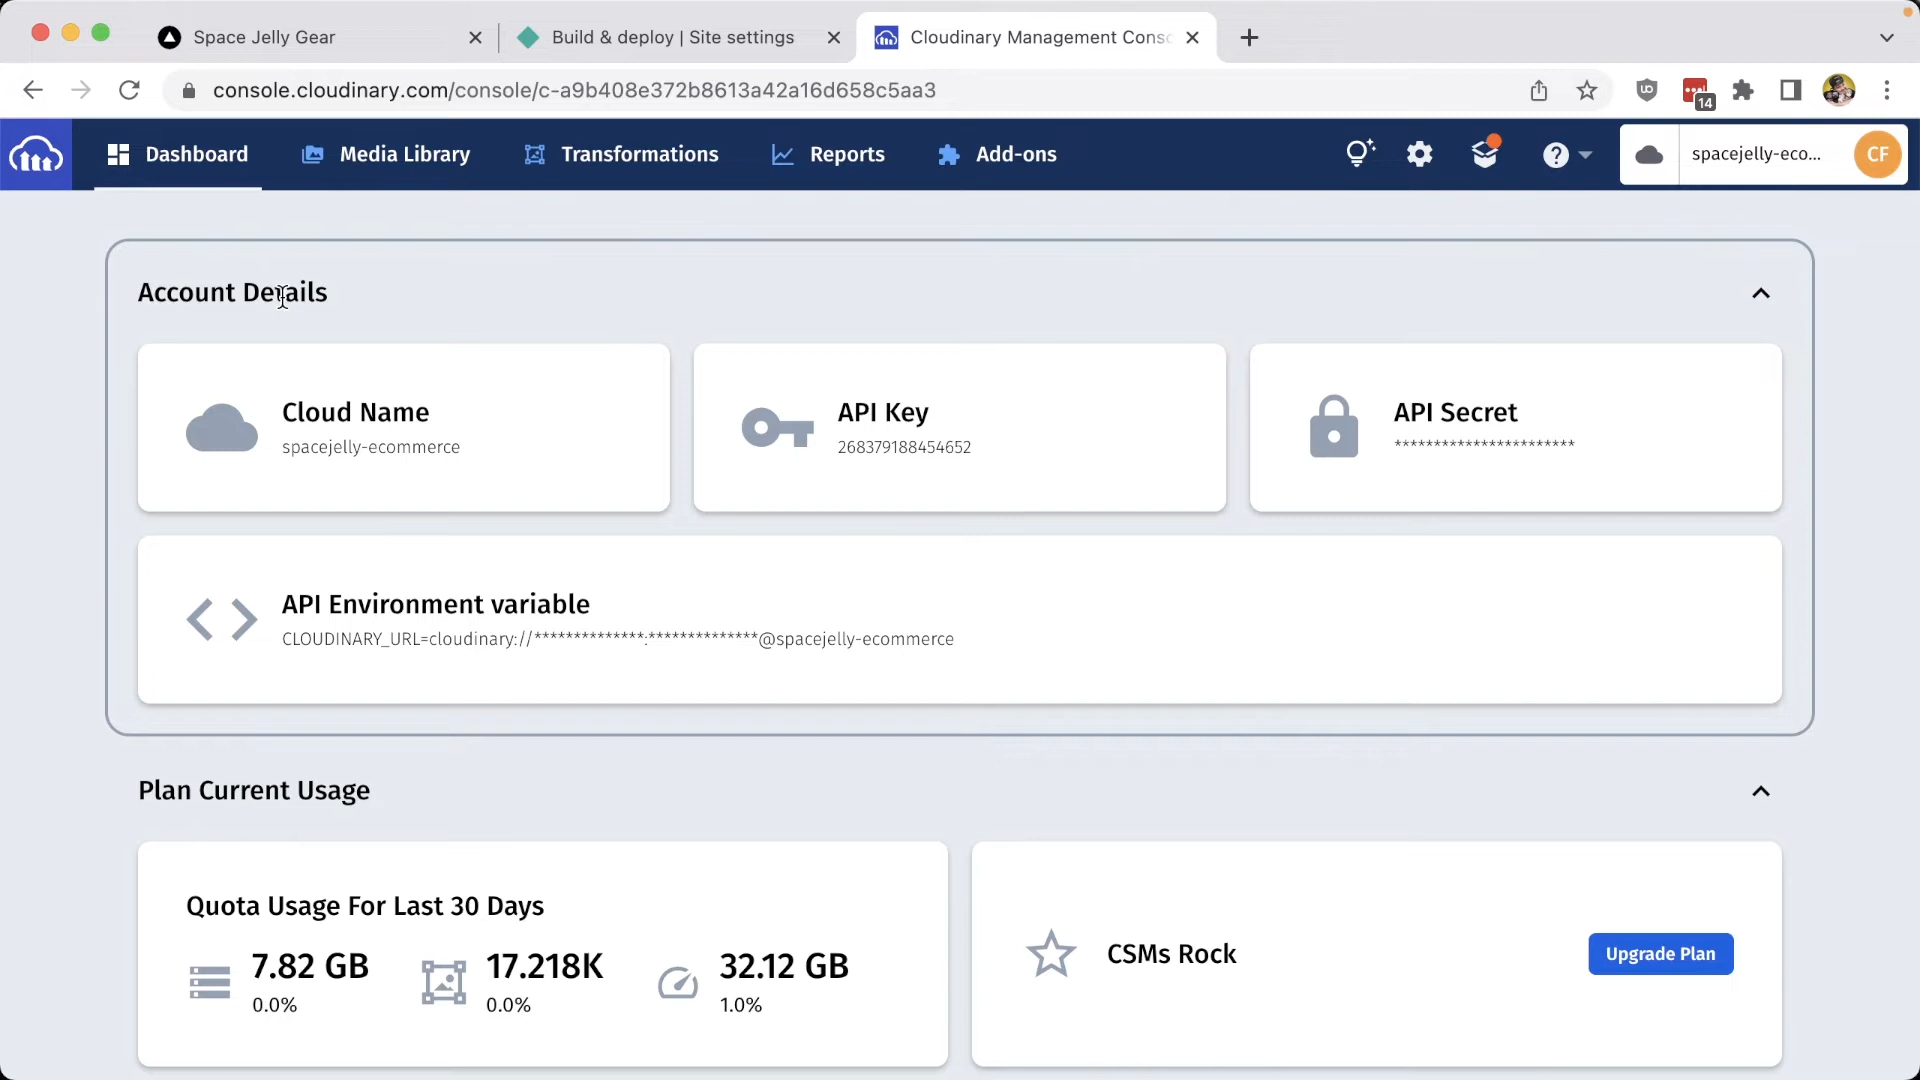 Space Jelly Gear
Build & deploy | Site settings
Cloudinary Management Conso
console.cloudinary.com/console/c-a9b408e372b8613a42a16d658c5aa3
14
Dashboard
Media Library
Transformations
Reports
Add-ons
spacejelly-eco...
CF
Account Details
Cloud Name
spacejelly-ecommerce
API Key
268379188454652
API Secret
***********************
API Environment variable
CLOUDINARY_URL=cloudinary://**************:**************@spacejelly-ecommerce
Plan Current Usage
Quota Usage For Last 30 Days
7.82 GB
0.0%
17.218K
0.0%
32.12 GB
1.0%
CSMs Rock
Upgrade Plan